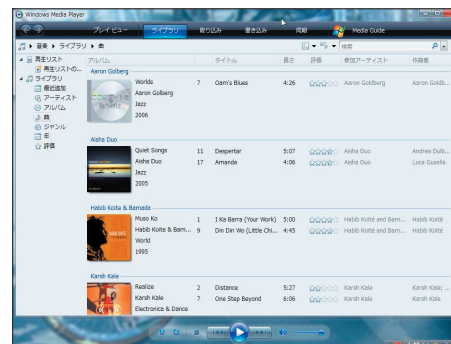 Windows Media Player
プレイ ビュー ライブラリ 取り込み 書き込み 同期 Media Guide
音楽 ▸ ライブラリ ▸ 曲 検索
再生リスト
再生リストの...
ライブラリ
最近追加
アーティスト
アルバム
曲
ジャンル
年
評価
アルバム タイトル 長さ 評価 参加アーティスト 作曲者
Aaron Golberg
Worlds 7 Oam's Blues 4:26 Aaron Goldberg Aaron Goldb...
Aaron Golberg
Jazz
2006
Aisha Duo
Quiet Songs 11 Despertar 5:07 Aisha Duo Andrea Dulb...
Aisha Duo 17 Amanda 4:06 Aisha Duo Luca Gusella
Jazz
2005
Habib Koite & Bamada
Muso Ko 1 I Ka Barra (Your Work) 5:00 Habib Koité and Bam... Habib Koité
Habib Koite & Bam... 9 Din Din Wo (Little Chi... 4:45 Habib Koité and Bam... Habib Koité
World
1995
Karsh Kale
Realize 2 Distance 5:27 Karsh Kale Karsh Kale; ...
Karsh Kale 7 One Step Beyond 6:06 Karsh Kale Karsh Kale
Electronica & Dance